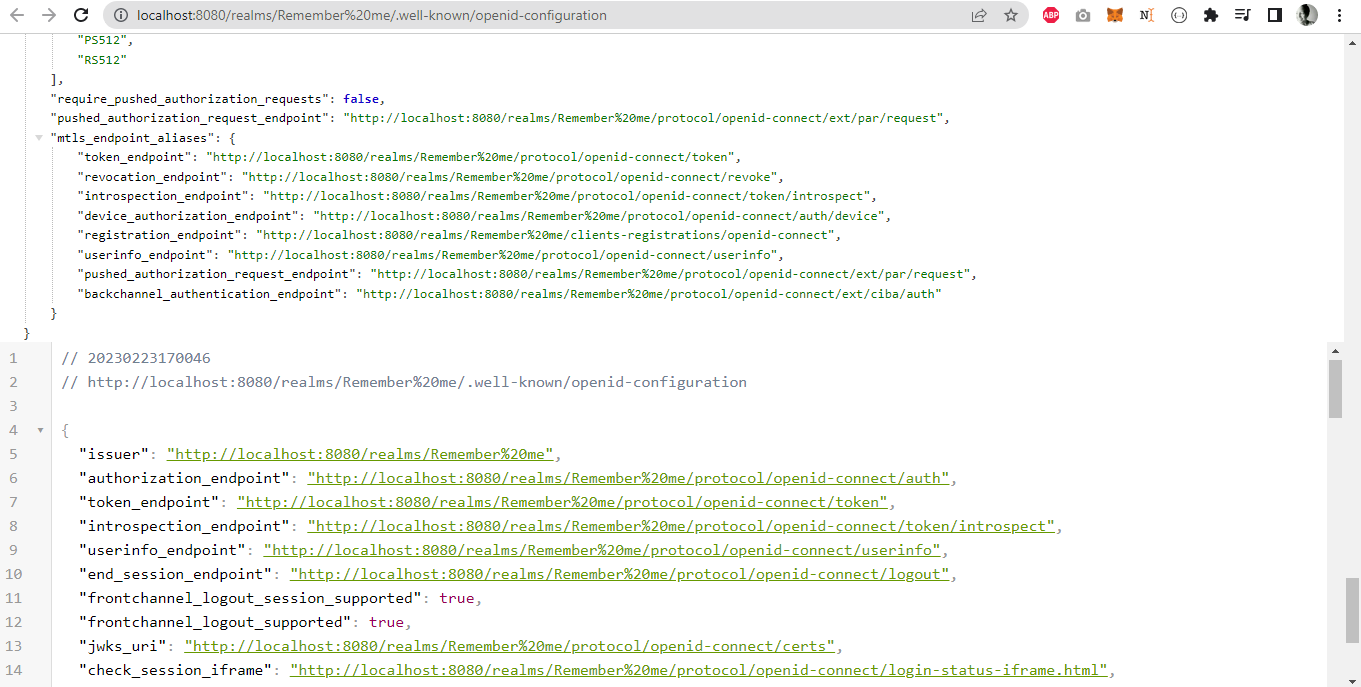 localhost:8080/realms/Remember%20me/.well-known/openid-configuration
ABP
"PS512",
"RS512"
],
"require_pushed_authorization_requests": false,
"pushed_authorization_request_endpoint": "http://localhost:8080/realms/Remember%20me/protocol/openid-connect/ext/par/request",
"mtls_endpoint_aliases": {
"token_endpoint": "http://localhost:8080/realms/Remember%20me/protocol/openid-connect/token",
"revocation_endpoint": "http://localhost:8080/realms/Remember%20me/protocol/openid-connect/revoke",
"introspection_endpoint": "http://localhost:8080/realms/Remember%20me/protocol/openid-connect/token/introspect",
"device_authorization_endpoint": "http://localhost:8080/realms/Remember%20me/protocol/openid-connect/auth/device",
"registration_endpoint": "http://localhost:8080/realms/Remember%20me/clients-registrations/openid-connect",
"userinfo_endpoint": "http://localhost:8080/realms/Remember%20me/protocol/openid-connect/userinfo",
"pushed_authorization_request_endpoint": "http://localhost:8080/realms/Remember%20me/protocol/openid-connect/ext/par/request",
"backchannel_authentication_endpoint": "http://localhost:8080/realms/Remember%20me/protocol/openid-connect/ext/ciba/auth"
}
}
1 // 20230223170046
2 // http://localhost:8080/realms/Remember%20me/.well-known/openid-configuration
3
4 {
5 "issuer": "http://localhost:8080/realms/Remember%20me",
6 "authorization_endpoint": "http://localhost:8080/realms/Remember%20me/protocol/openid-connect/auth",
7 "token_endpoint": "http://localhost:8080/realms/Remember%20me/protocol/openid-connect/token",
8 "introspection_endpoint": "http://localhost:8080/realms/Remember%20me/protocol/openid-connect/token/introspect",
9 "userinfo_endpoint": "http://localhost:8080/realms/Remember%20me/protocol/openid-connect/userinfo",
10 "end_session_endpoint": "http://localhost:8080/realms/Remember%20me/protocol/openid-connect/logout",
11 "frontchannel_logout_session_supported": true,
12 "frontchannel_logout_supported": true,
13 "jwks_uri": "http://localhost:8080/realms/Remember%20me/protocol/openid-connect/certs",
14 "check_session_iframe": "http://localhost:8080/realms/Remember%20me/protocol/openid-connect/login-status-iframe.html",